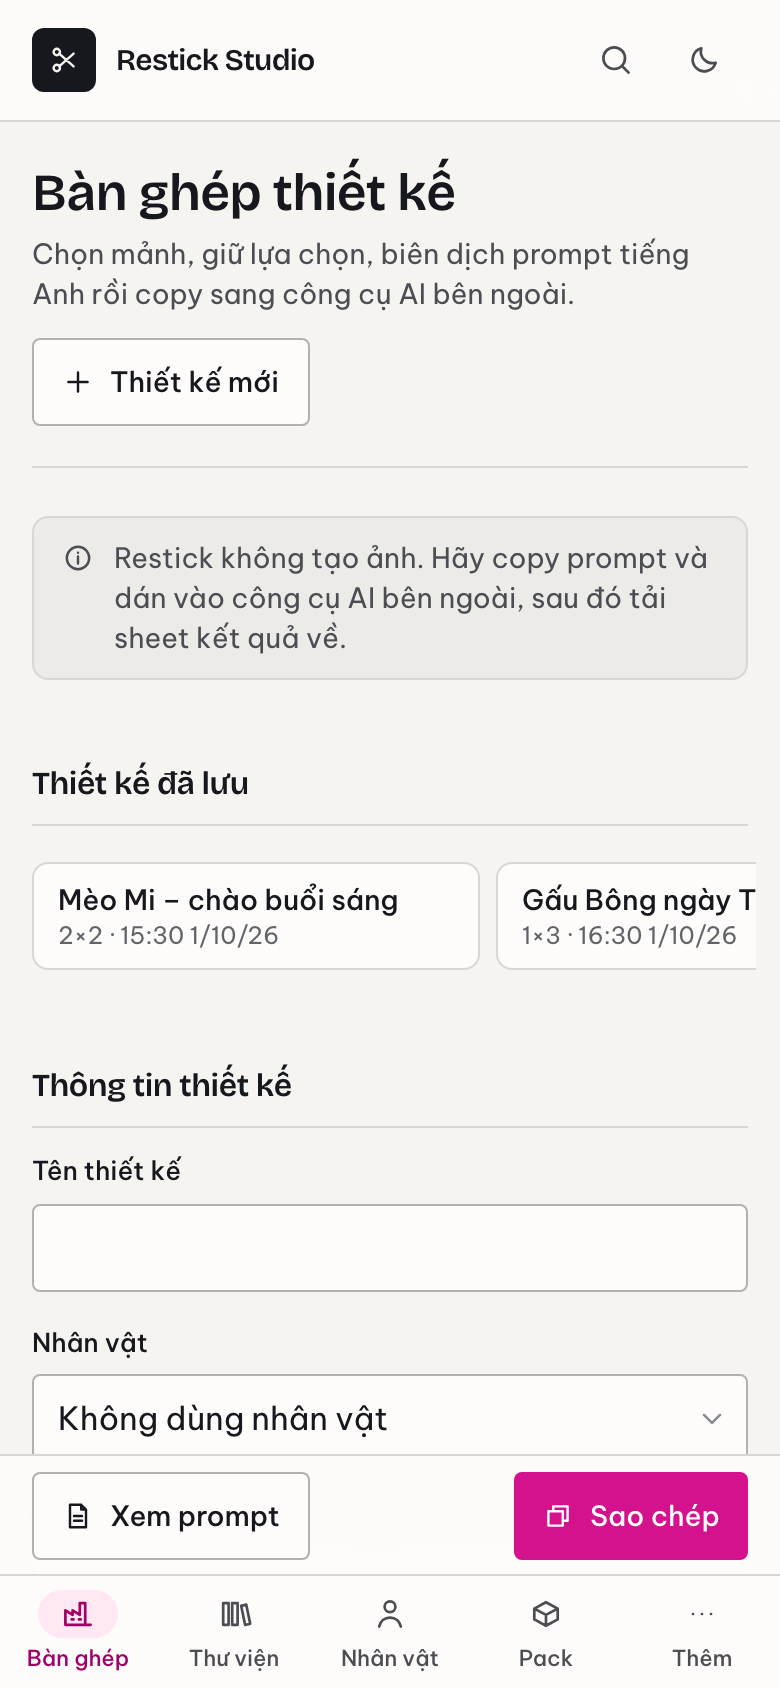 Restick Studio
Bàn ghép thiết kế
Chọn mảnh, giữ lựa chọn, biên dịch prompt tiếng
Anh rồi copy sang công cụ AI bên ngoài.
Thiết kế mới
Restick không tạo ảnh. Hãy copy prompt và
dán vào công cụ AI bên ngoài, sau đó tải
sheet kết quả về.
Thiết kế đã lưu
Mèo Mi – chào buổi sáng
2×2 · 15:30 1/10/26
Gấu Bông ngày T
1×3 · 16:30 1/10/26
Thông tin thiết kế
Tên thiết kế
Nhân vật
Không dùng nhân vật
Xem prompt
Sao chép
Bàn ghép
Thư viện
Nhân vật
Pack
Thêm